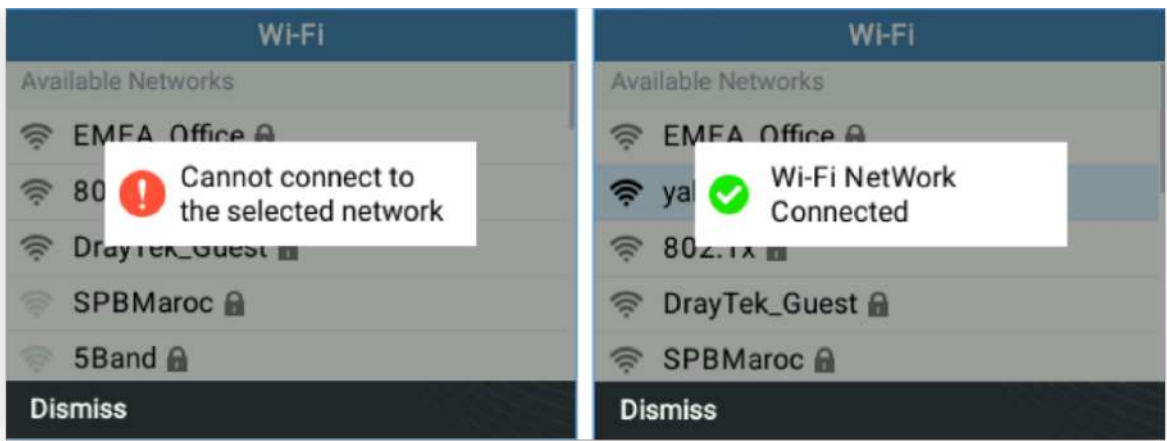 Wi-Fi
Available Networks
EMEA_Office
80
Cannot connect to
the selected network
DrayTek_Guest
SPBMaroc
5Band
Dismiss
Wi-Fi
Available Networks
EMEA_Office
yal
Wi-Fi NetWork
Connected
802.1x
DrayTek_Guest
SPBMaroc
Dismiss